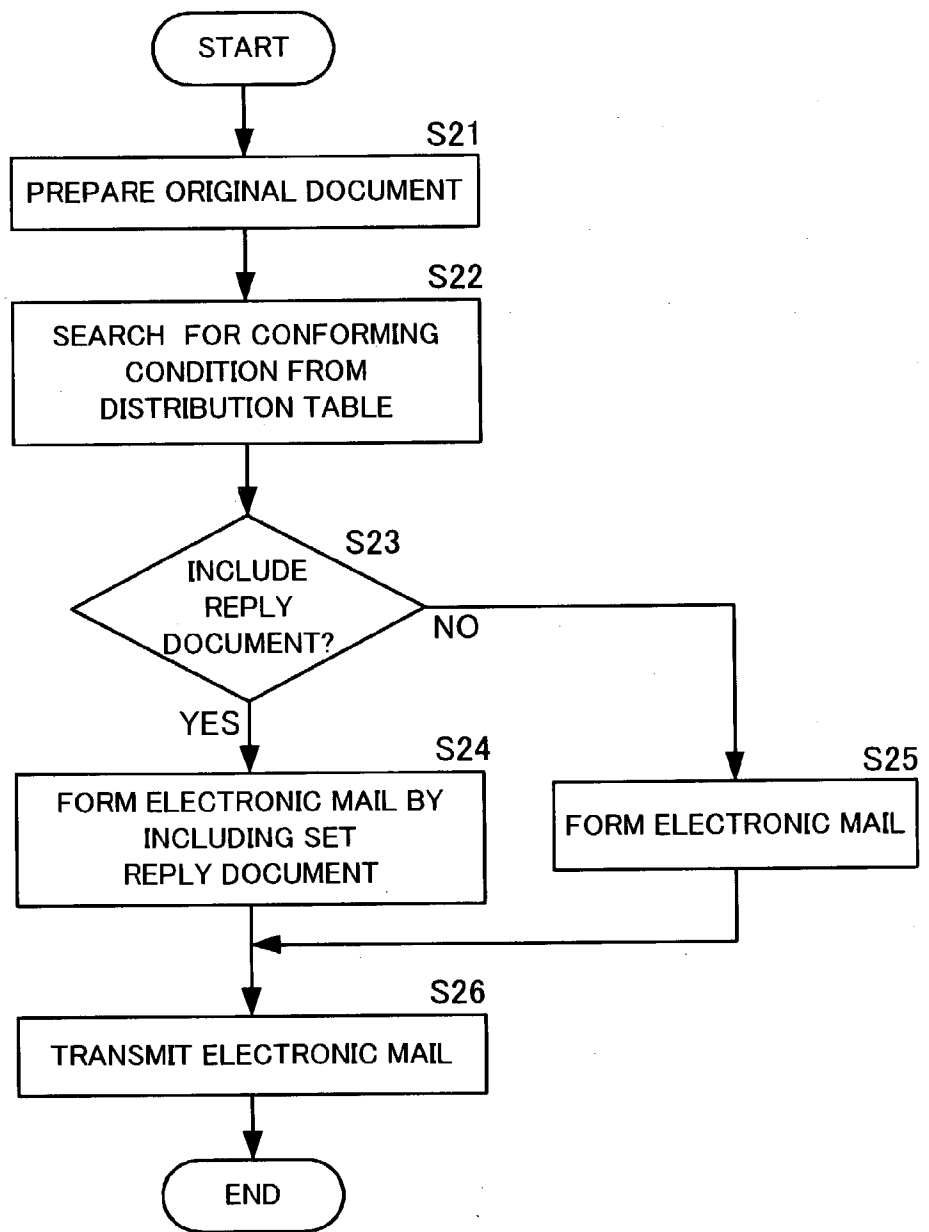 START
S21
PREPARE ORIGINAL DOCUMENT
S22
SEARCH FOR CONFORMING
CONDITION FROM
DISTRIBUTION TABLE
S23
INCLUDE
REPLY
DOCUMENT?
NO
YES
S24
FORM ELECTRONIC MAIL BY
INCLUDING SET
REPLY DOCUMENT
S25
FORM ELECTRONIC MAIL
S26
TRANSMIT ELECTRONIC MAIL
END